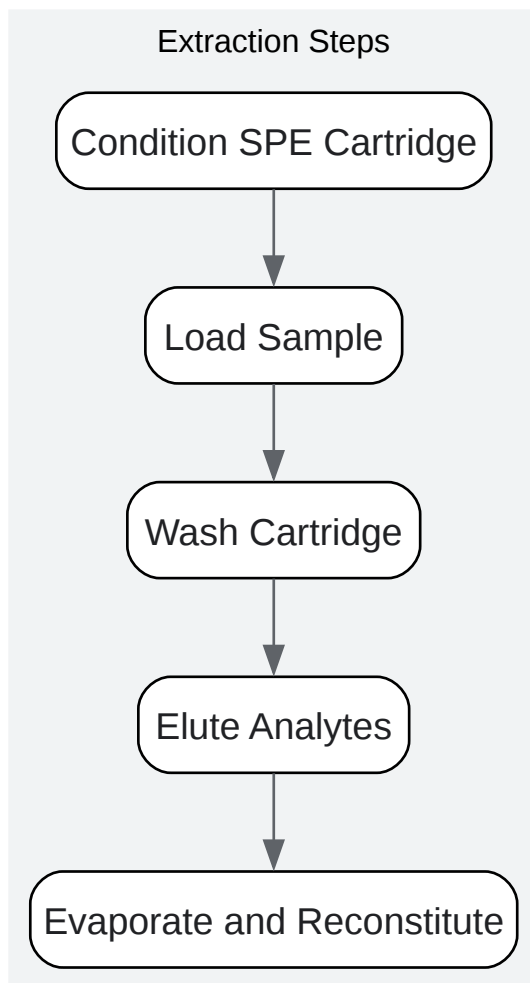 Extraction Steps
Condition SPE Cartridge
Load Sample
Wash Cartridge
Elute Analytes
Evaporate and Reconstitute